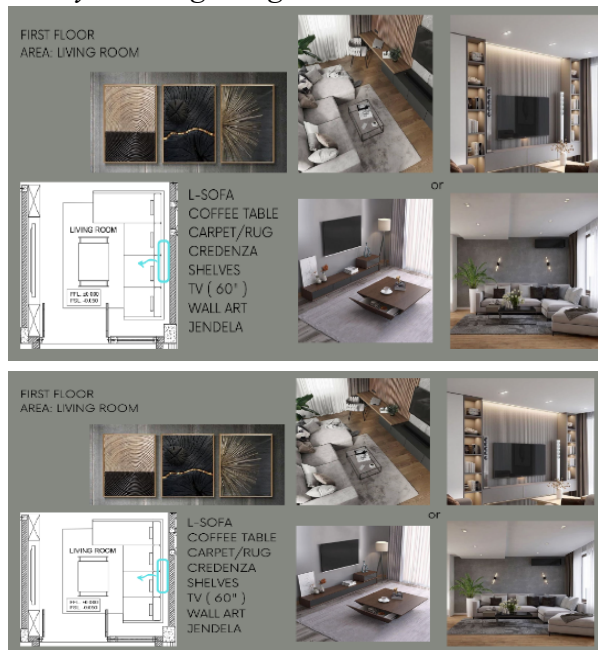 FIRST FLOOR
AREA: LIVING ROOM
or
LIVING ROOM
L-SOFA
COFFEE TABLE
CARPET/RUG
CREDENZA
SHELVES
TV ( 60" )
WALL ART
JENDELA
FIRST FLOOR
AREA: LIVING ROOM
or
LIVING ROOM
L-SOFA
COFFEE TABLE
CARPET/RUG
CREDENZA
SHELVES
TV ( 60" )
WALL ART
JENDELA